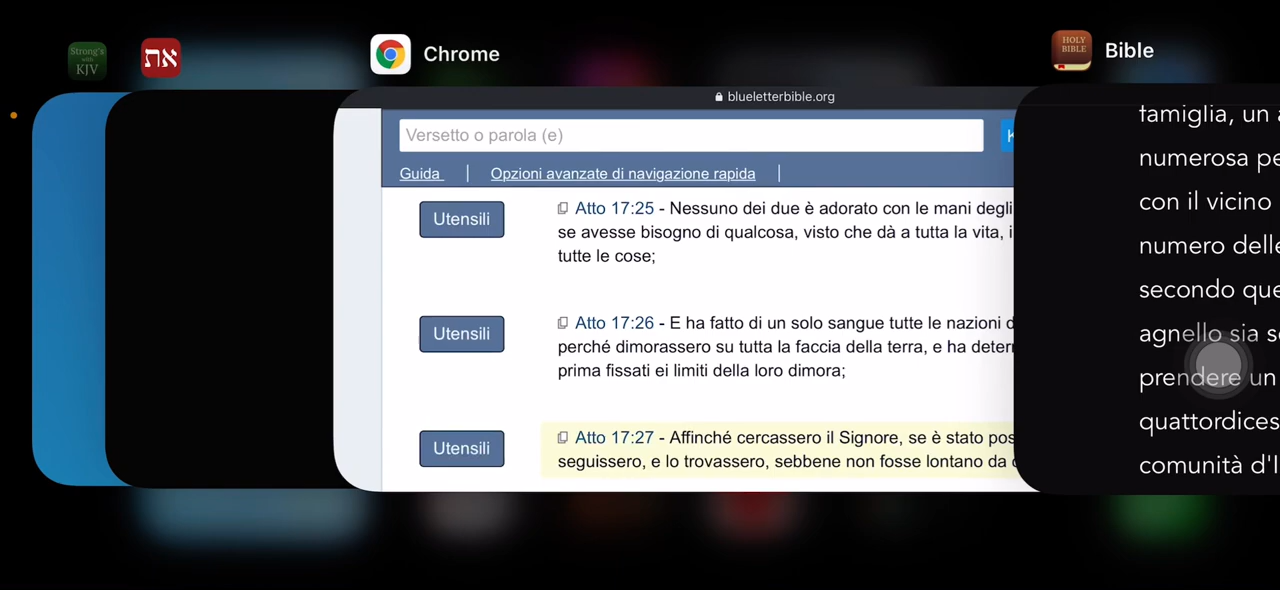 Strong's
with
KJV
את
Chrome
HOLY
BIBLE
Bible
blueletterbible.org
Versetto o parola (e)
K
Guida
Opzioni avanzate di navigazione rapida
Utensili
Atto 17:25 - Nessuno dei due è adorato con le mani degli
se avesse bisogno di qualcosa, visto che dà a tutta la vita, i
tutte le cose;
Utensili
Atto 17:26 - E ha fatto di un solo sangue tutte le nazioni d
perché dimorassero su tutta la faccia della terra, e ha deter
prima fissati ei limiti della loro dimora;
Utensili
Atto 17:27 - Affinché cercassero il Signore, se è stato pos
seguissero, e lo trovassero, sebbene non fosse lontano da
famiglia, un a
numerosa pe
con il vicino
numero delle
secondo que
agnello sia s
prendere un
quattordices
comunità d'I